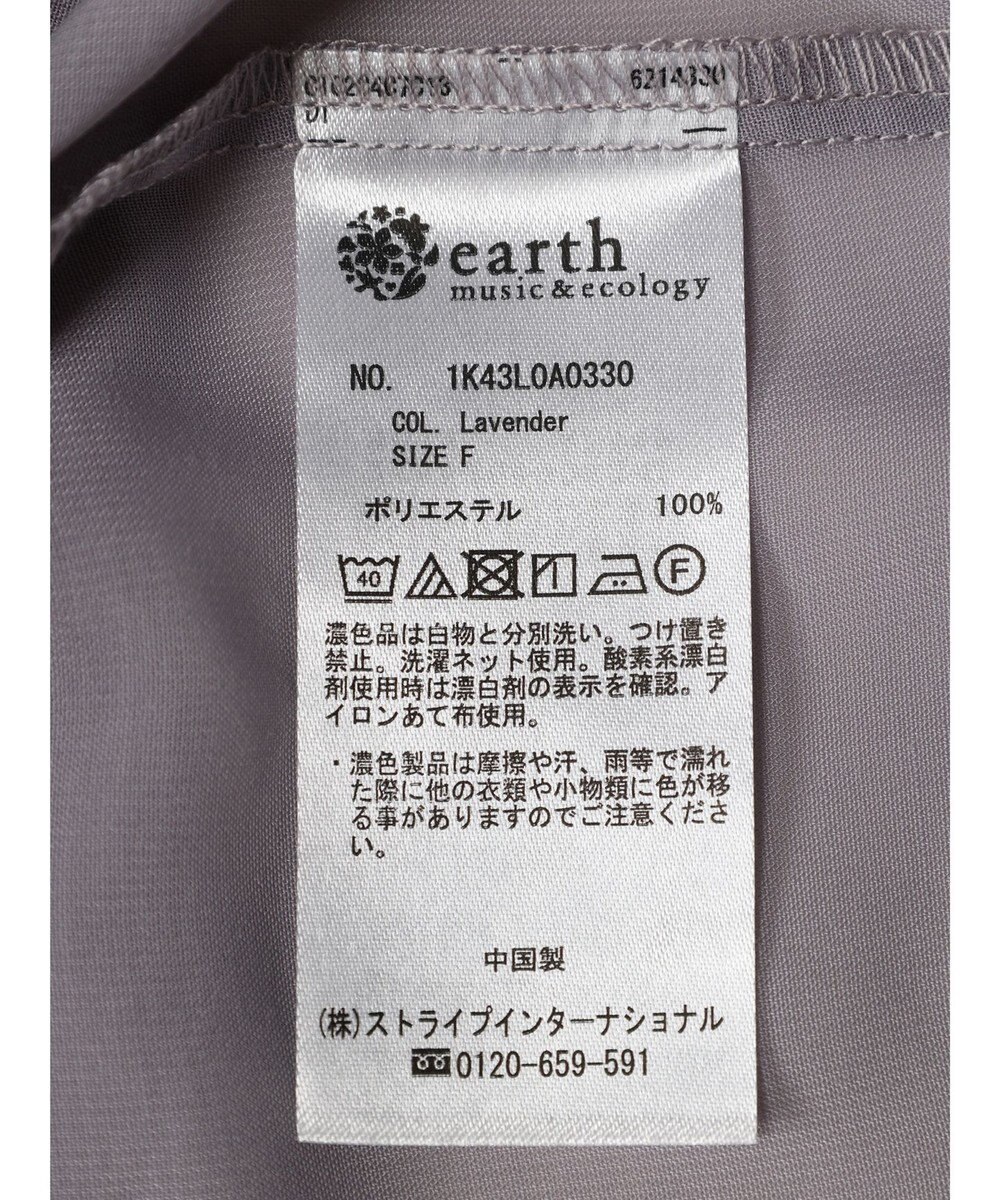 6214330
earth
music&ecology
NO. 1K43L0A0330
COL. Lavender
SIZE F
ポリエステル 100%
40 F
濃色品は白物と分別洗い。つけ置き
禁止。洗濯ネット使用。酸素系漂白
剤使用時は漂白剤の表示を確認。ア
イロンあて布使用。
・濃色製品は摩擦や汗、雨等で濡れ
た際に他の衣類や小物類に色が移
る事がありますのでご注意くださ
い。
中国製
(株)ストライプインターナショナル
0120-659-591